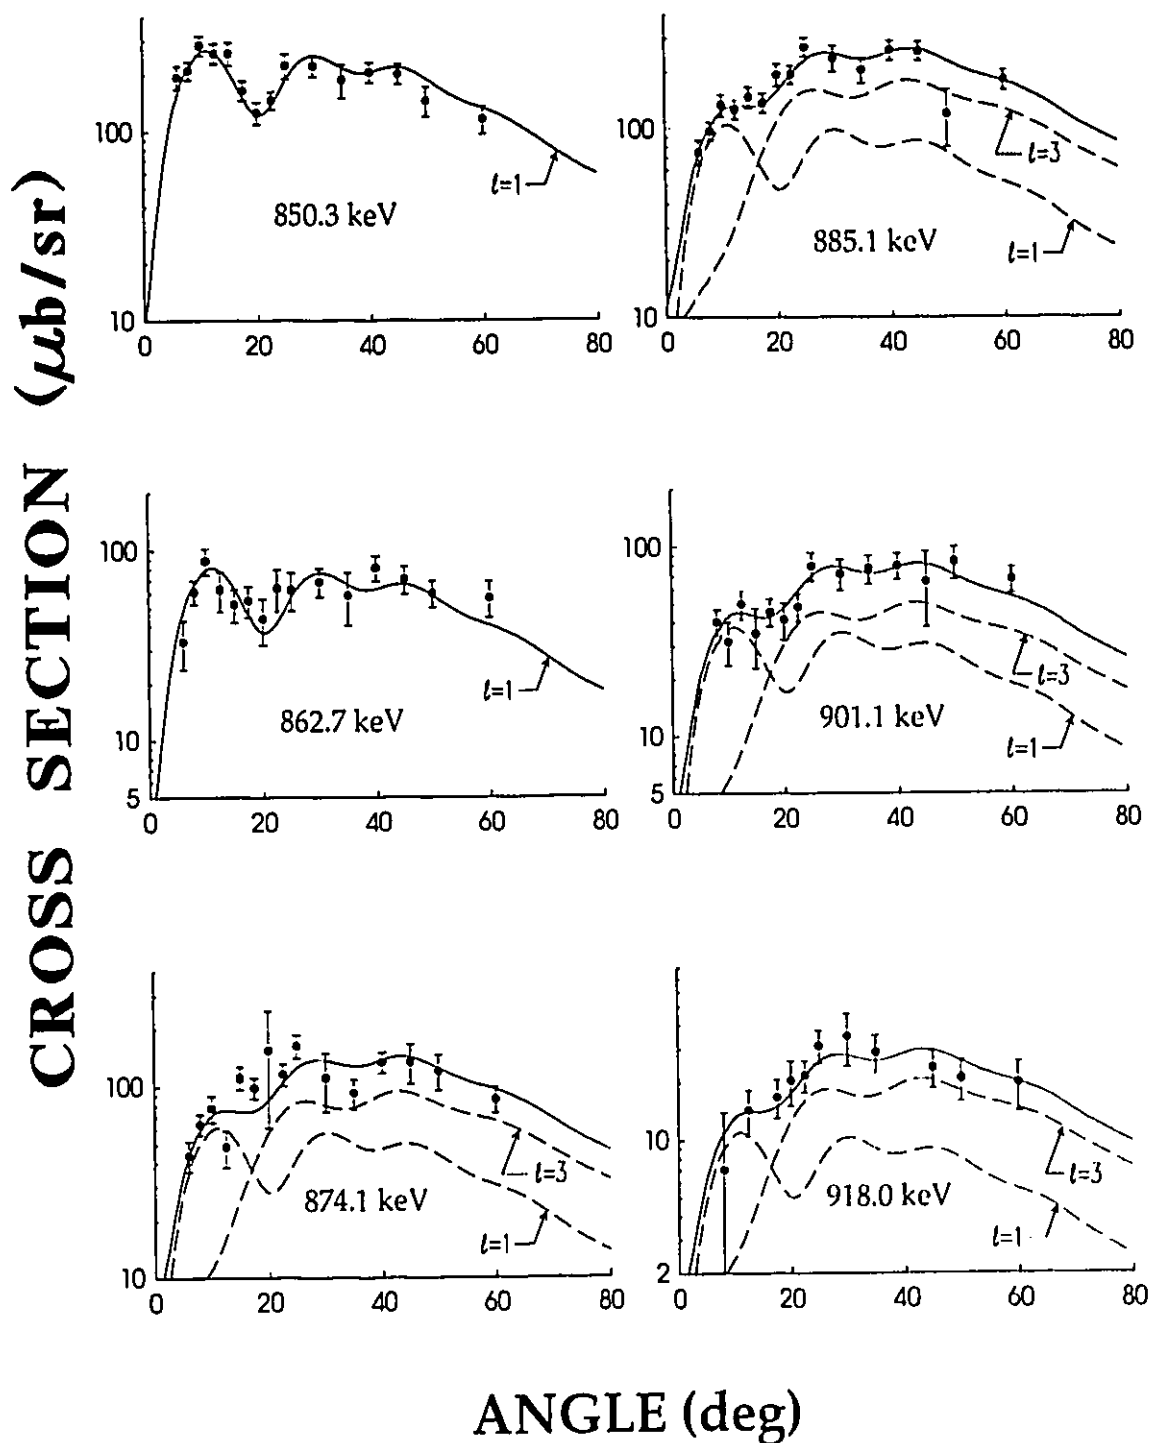 CROSS SECTION (μb/sr)
100
10
0 20 40 60 80
850.3 keV
l=1
100
10
0 20 40 60 80
885.1 keV
l=3
l=1
100
10
5
0 20 40 60 80
862.7 keV
l=1
100
10
5
0 20 40 60 80
901.1 keV
l=3
l=1
100
10
0 20 40 60 80
874.1 keV
l=3
l=1
10
2
0 20 40 60 80
918.0 keV
l=3
l=1
ANGLE (deg)